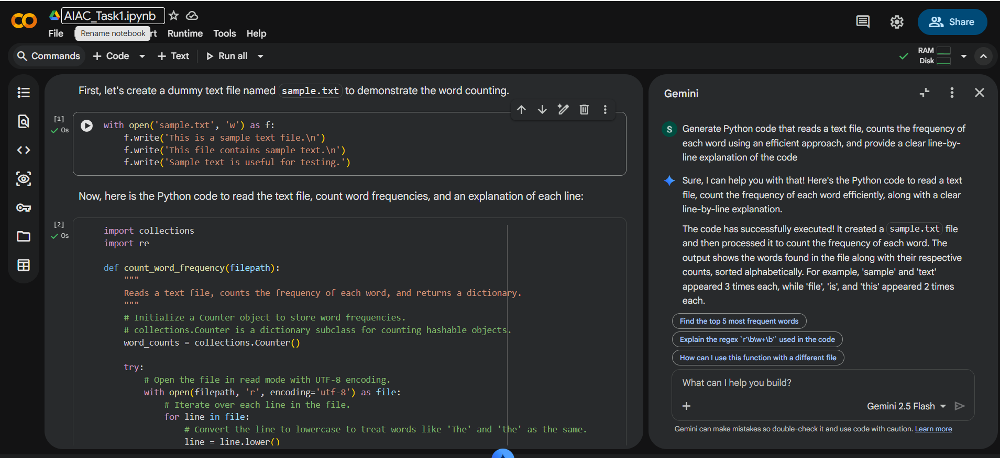 AIAC_Task1.ipynb
File
Rename notebook
rt
Runtime
Tools
Help
Share
Commands
+ Code
+ Text
Run all
RAM
Disk
First, let's create a dummy text file named sample.txt to demonstrate the word counting.
[1]
0s
with open('sample.txt', 'w') as f:
    f.write('This is a sample text file.\n')
    f.write('This file contains sample text.\n')
    f.write('Sample text is useful for testing.')
Now, here is the Python code to read the text file, count word frequencies, and an explanation of each line:
[2]
0s
import collections
import re
def count_word_frequency(filepath):
    """
    Reads a text file, counts the frequency of each word, and returns a dictionary.
    """
    # Initialize a Counter object to store word frequencies.
    # collections.Counter is a dictionary subclass for counting hashable objects.
    word_counts = collections.Counter()
    try:
        # Open the file in read mode with UTF-8 encoding.
        with open(filepath, 'r', encoding='utf-8') as file:
            # Iterate over each line in the file.
            for line in file:
                # Convert the line to lowercase to treat words like 'The' and 'the' as the same.
                line = line.lower()
Gemini
S
Generate Python code that reads a text file, counts the frequency of
each word using an efficient approach, and provide a clear line-by-
line explanation of the code
Sure, I can help you with that! Here's the Python code to read a text
file, count the frequency of each word efficiently, along with a clear
line-by-line explanation.
The code has successfully executed! It created a sample.txt file
and then processed it to count the frequency of each word. The
output shows the words found in the file along with their respective
counts, sorted alphabetically. For example, 'sample' and 'text'
appeared 3 times each, while 'file', 'is', and 'this' appeared 2 times
each.
Find the top 5 most frequent words
Explain the regex `r'\b\w+\b'` used in the code
How can I use this function with a different file
What can I help you build?
+
Gemini 2.5 Flash
Gemini can make mistakes so double-check it and use code with caution. Learn more